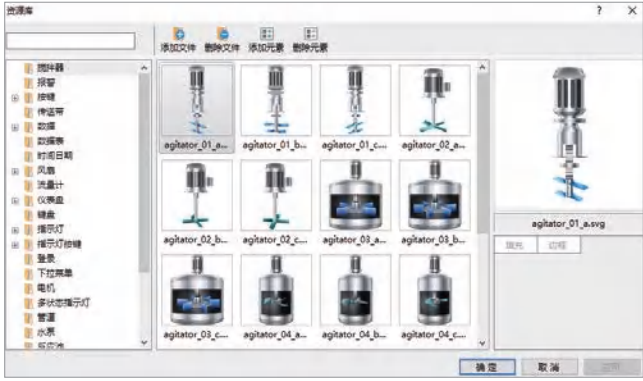 资源库
? ×
添加文件 删除文件 添加元素 删除元素
搅拌器
报警
按键
传送带
数据
数据表
时间日期
风扇
流量计
仪表盘
键盘
指示灯
指示灯按键
登录
下拉菜单
电机
多状态指示灯
管道
水泵
反应池
agitator_01_a... agitator_01_b... agitator_01_c.... agitator_02_a...
agitator_02_b... agitator_02_c.... agitator_03_a... agitator_03_b...
agitator_03_c.... agitator_04_a... agitator_04_b... agitator_04_c....
agitator_01_a.svg
填充 边框
确定 取消